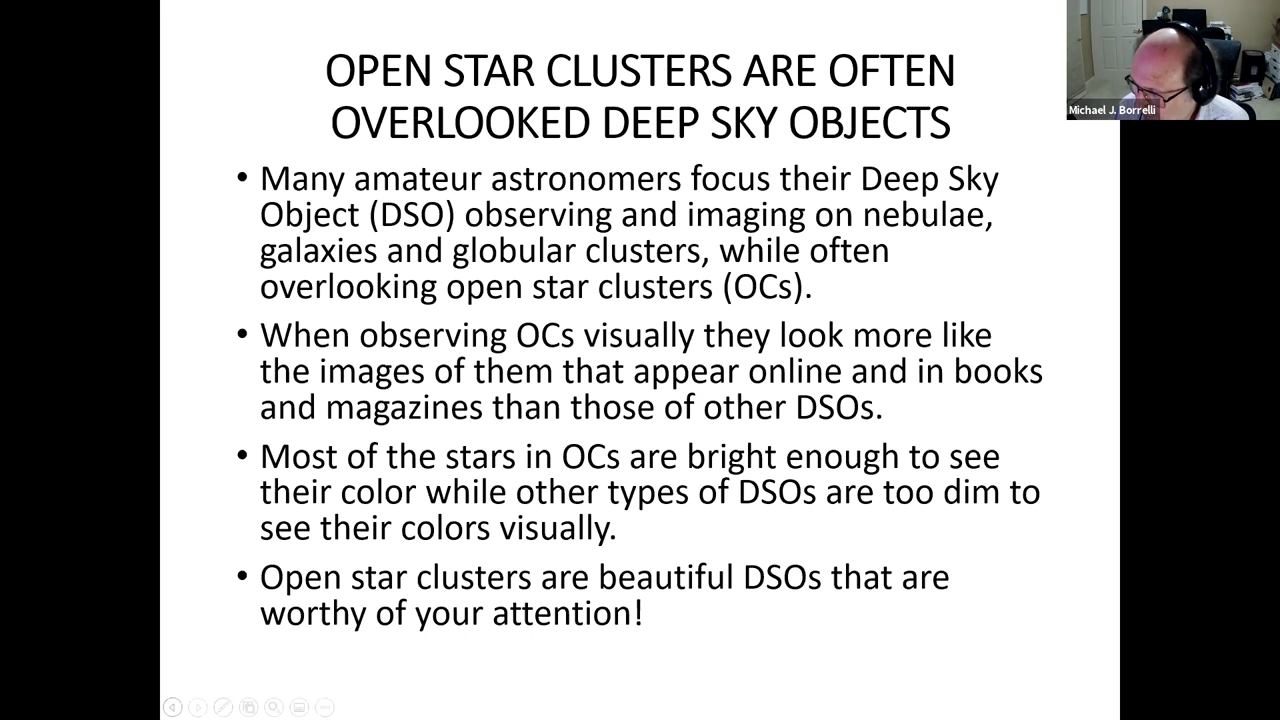 OPEN STAR CLUSTERS ARE OFTEN
OVERLOOKED DEEP SKY OBJECTS
• Many amateur astronomers focus their Deep Sky
Object (DSO) observing and imaging on nebulae,
galaxies and globular clusters, while often
overlooking open star clusters (OCs).
• When observing OCs visually they look more like
the images of them that appear online and in books
and magazines than those of other DSOs.
• Most of the stars in OCs are bright enough to see
their color while other types of DSOs are too dim to
see their colors visually.
• Open star clusters are beautiful DSOs that are
worthy of your attention!
Michael J. Borrelli